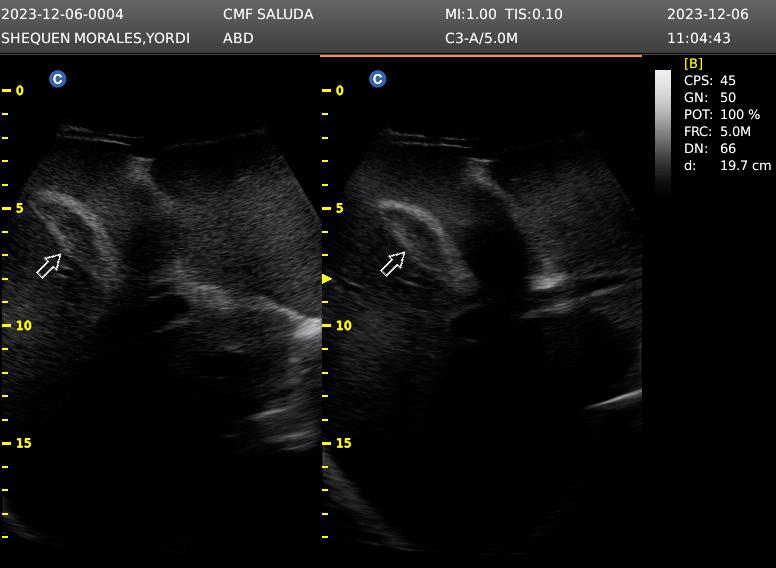 2023-12-06-0004 CMF SALUDA MI:1.00 TIS:0.10 2023-12-06
SHEQUEN MORALES,YORDI ABD C3-A/5.0M 11:04:43
C C [B]
0 0 CPS: 45
GN: 50
POT: 100 %
FRC: 5.0M
DN: 66
d: 19.7 cm
5 5
10 10
15 15